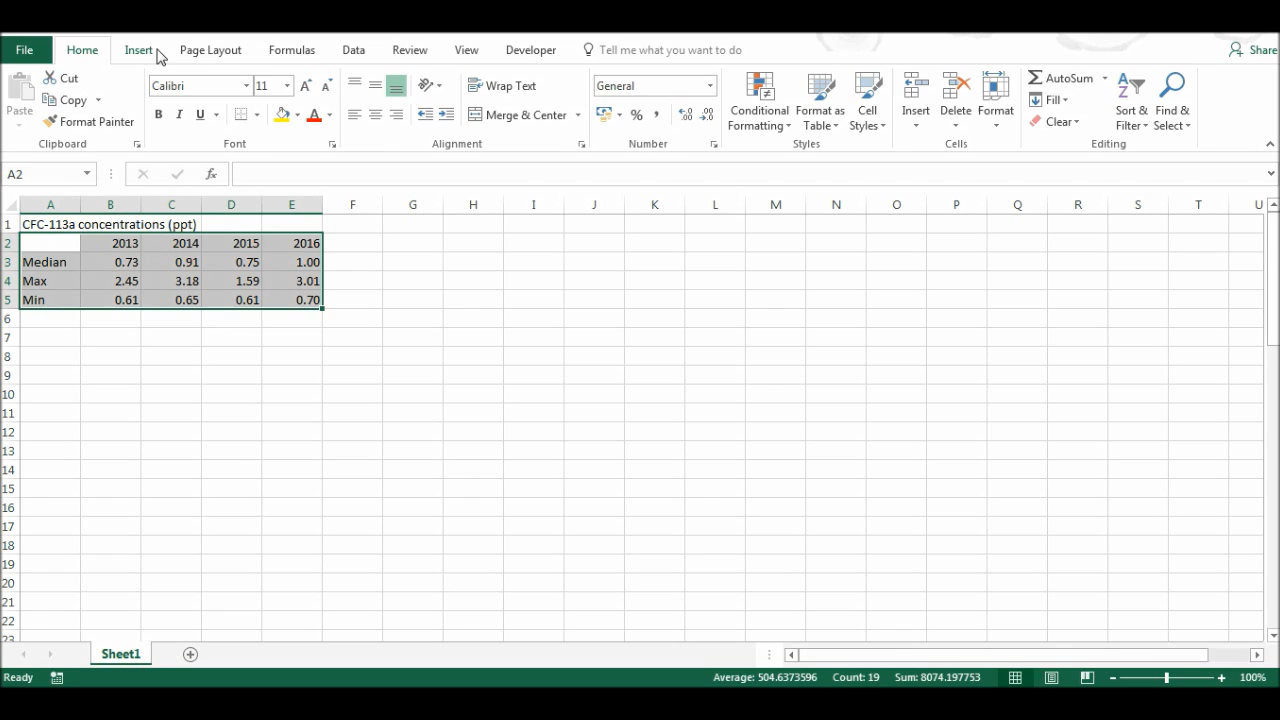 File Home Insert Page Layout Formulas Data Review View Developer Tell me what you want to do Share
Paste Cut Copy Format Painter
Clipboard
Calibri 11
B I U
Font
Wrap Text
Merge & Center
Alignment
General
%
Number
Conditional Formatting Format as Table Cell Styles
Styles
Insert Delete Format
Cells
AutoSum
Fill
Clear
Sort & Filter Find & Select
Editing
A2 fx
A B C D E F G H I J K L M N O P Q R S T U
1 CFC-113a concentrations (ppt)
2 2013 2014 2015 2016
3 Median 0.73 0.91 0.75 1.00
4 Max 2.45 3.18 1.59 3.01
5 Min 0.61 0.65 0.61 0.70
6
7
8
9
10
11
12
13
14
15
16
17
18
19
20
21
22
23
Sheet1
Ready Average: 504.6373596 Count: 19 Sum: 8074.197753 100%